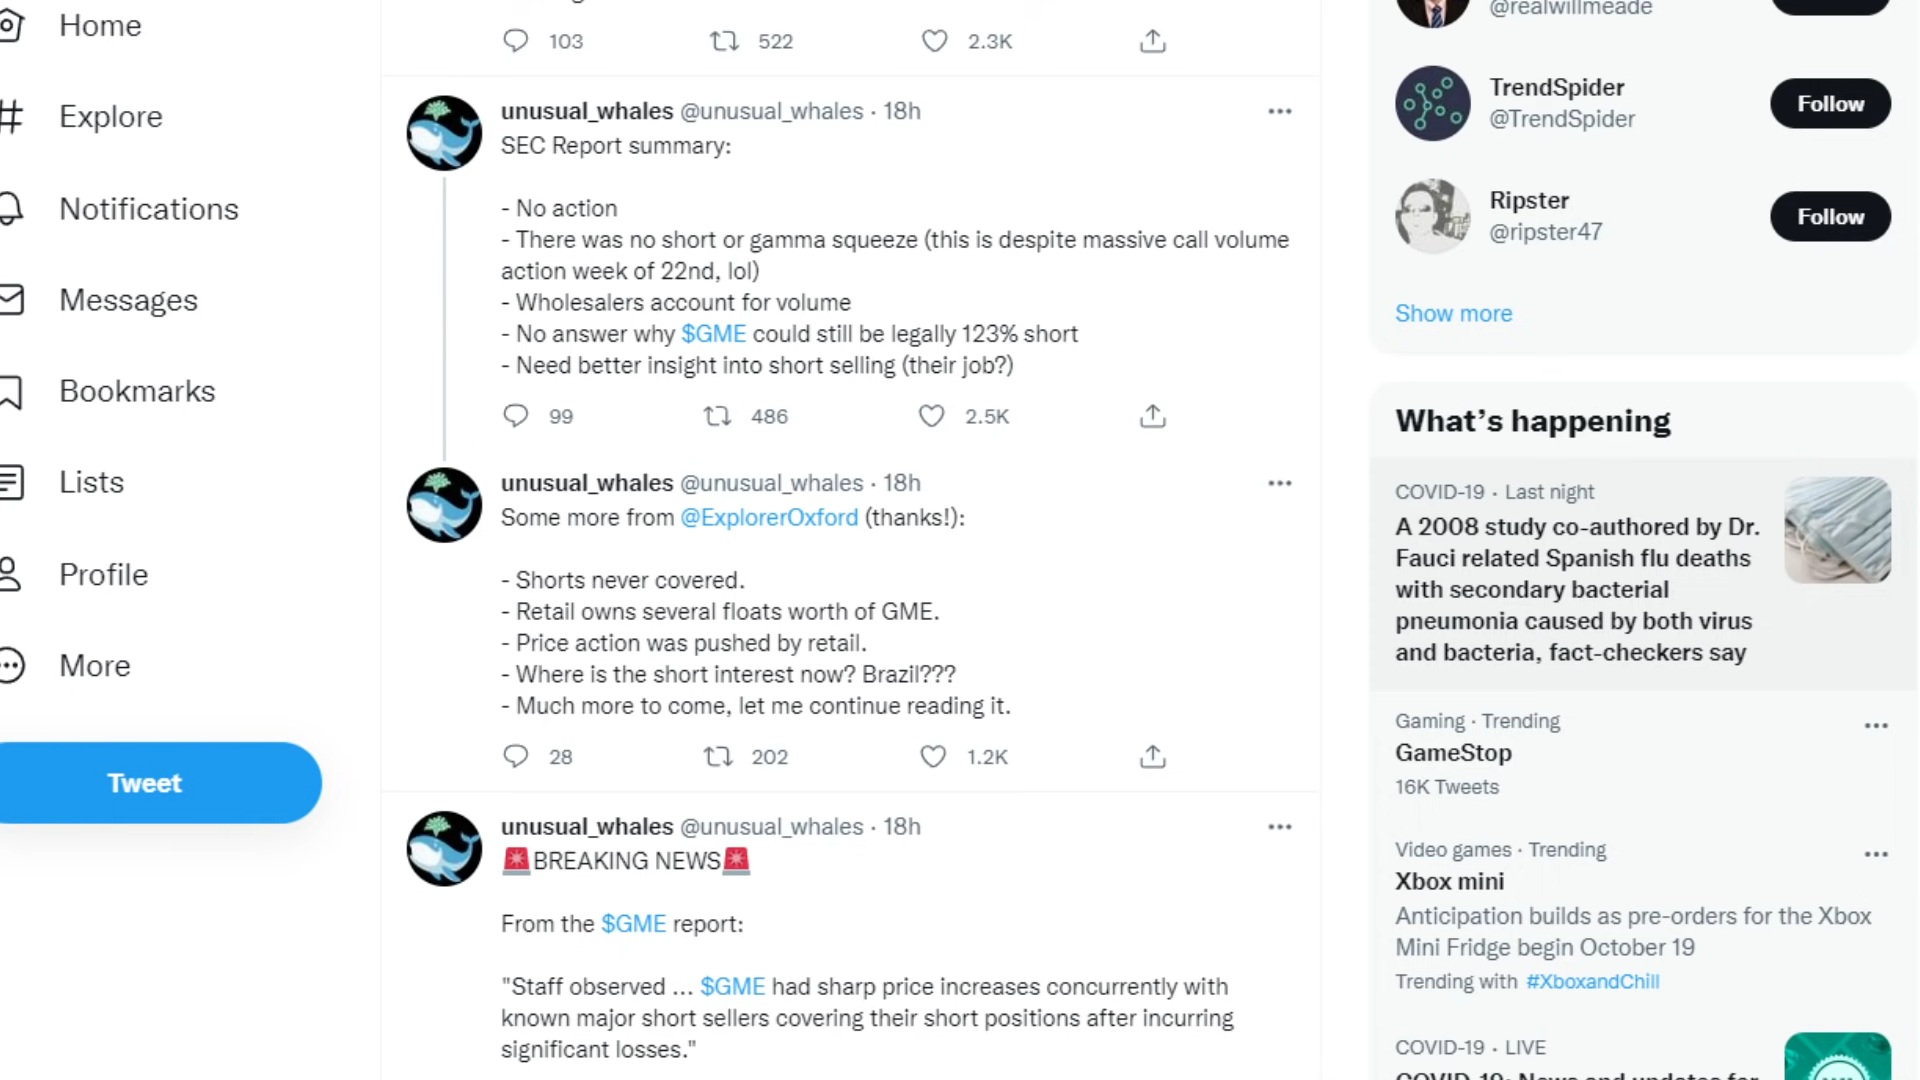 Home
Explore
Notifications
Messages
Bookmarks
Lists
Profile
More
Tweet
103 522 2.3K
unusual_whales @unusual_whales · 18h
SEC Report summary:
- No action
- There was no short or gamma squeeze (this is despite massive call volume
action week of 22nd, lol)
- Wholesalers account for volume
- No answer why $GME could still be legally 123% short
- Need better insight into short selling (their job?)
99 486 2.5K
unusual_whales @unusual_whales · 18h
Some more from @ExplorerOxford (thanks!):
- Shorts never covered.
- Retail owns several floats worth of GME.
- Price action was pushed by retail.
- Where is the short interest now? Brazil???
- Much more to come, let me continue reading it.
28 202 1.2K
unusual_whales @unusual_whales · 18h
🚨BREAKING NEWS🚨
From the $GME report:
"Staff observed ... $GME had sharp price increases concurrently with
known major short sellers covering their short positions after incurring
significant losses."
@realwillmeade
TrendSpider
@TrendSpider
Follow
Ripster
@ripster47
Follow
Show more
What's happening
COVID-19 · Last night
A 2008 study co-authored by Dr.
Fauci related Spanish flu deaths
with secondary bacterial
pneumonia caused by both virus
and bacteria, fact-checkers say
Gaming · Trending
GameStop
16K Tweets
Video games · Trending
Xbox mini
Anticipation builds as pre-orders for the Xbox
Mini Fridge begin October 19
Trending with #XboxandChill
COVID-19 · LIVE
COVID-19: News and updates for